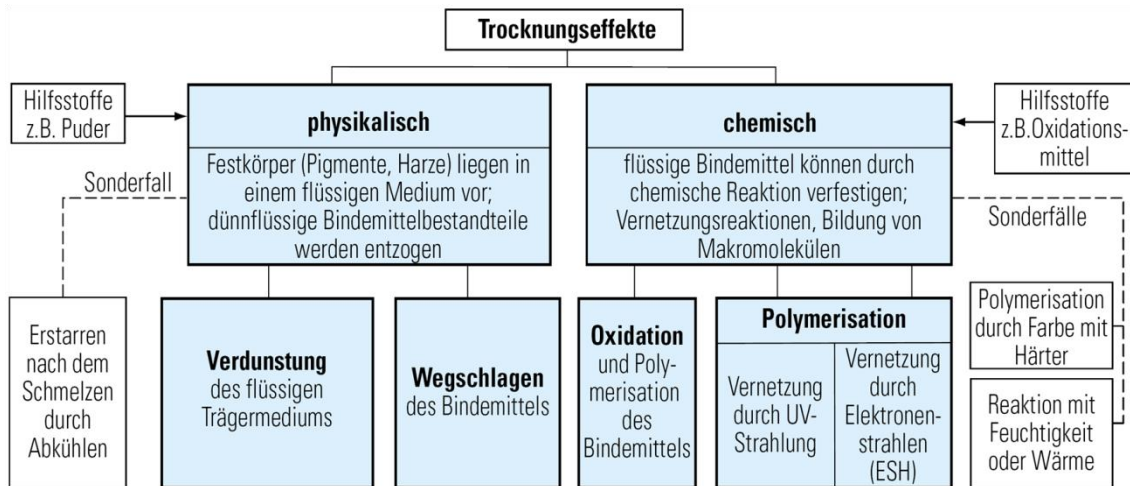 Trocknungseffekte
Hilfsstoffe
z.B. Puder
physikalisch
Festkörper (Pigmente, Harze) liegen in
einem flüssigen Medium vor;
dünnflüssige Bindemittelbestandteile
werden entzogen
chemisch
flüssige Bindemittel können durch
chemische Reaktion verfestigen;
Vernetzungsreaktionen, Bildung von
Makromolekülen
Hilfsstoffe
z.B.Oxidations-
mittel
Sonderfall
Sonderfälle
Erstarren
nach dem
Schmelzen
durch
Abkühlen
Verdunstung
des flüssigen
Trägermediums
Wegschlagen
des Bindemittels
Oxidation
und Poly-
merisation
des
Bindemittels
Polymerisation
Vernetzung
durch UV-
Strahlung
Vernetzung
durch
Elektronen-
strahlen
(ESH)
Polymerisation
durch Farbe mit
Härter
Reaktion mit
Feuchtigkeit
oder Wärme